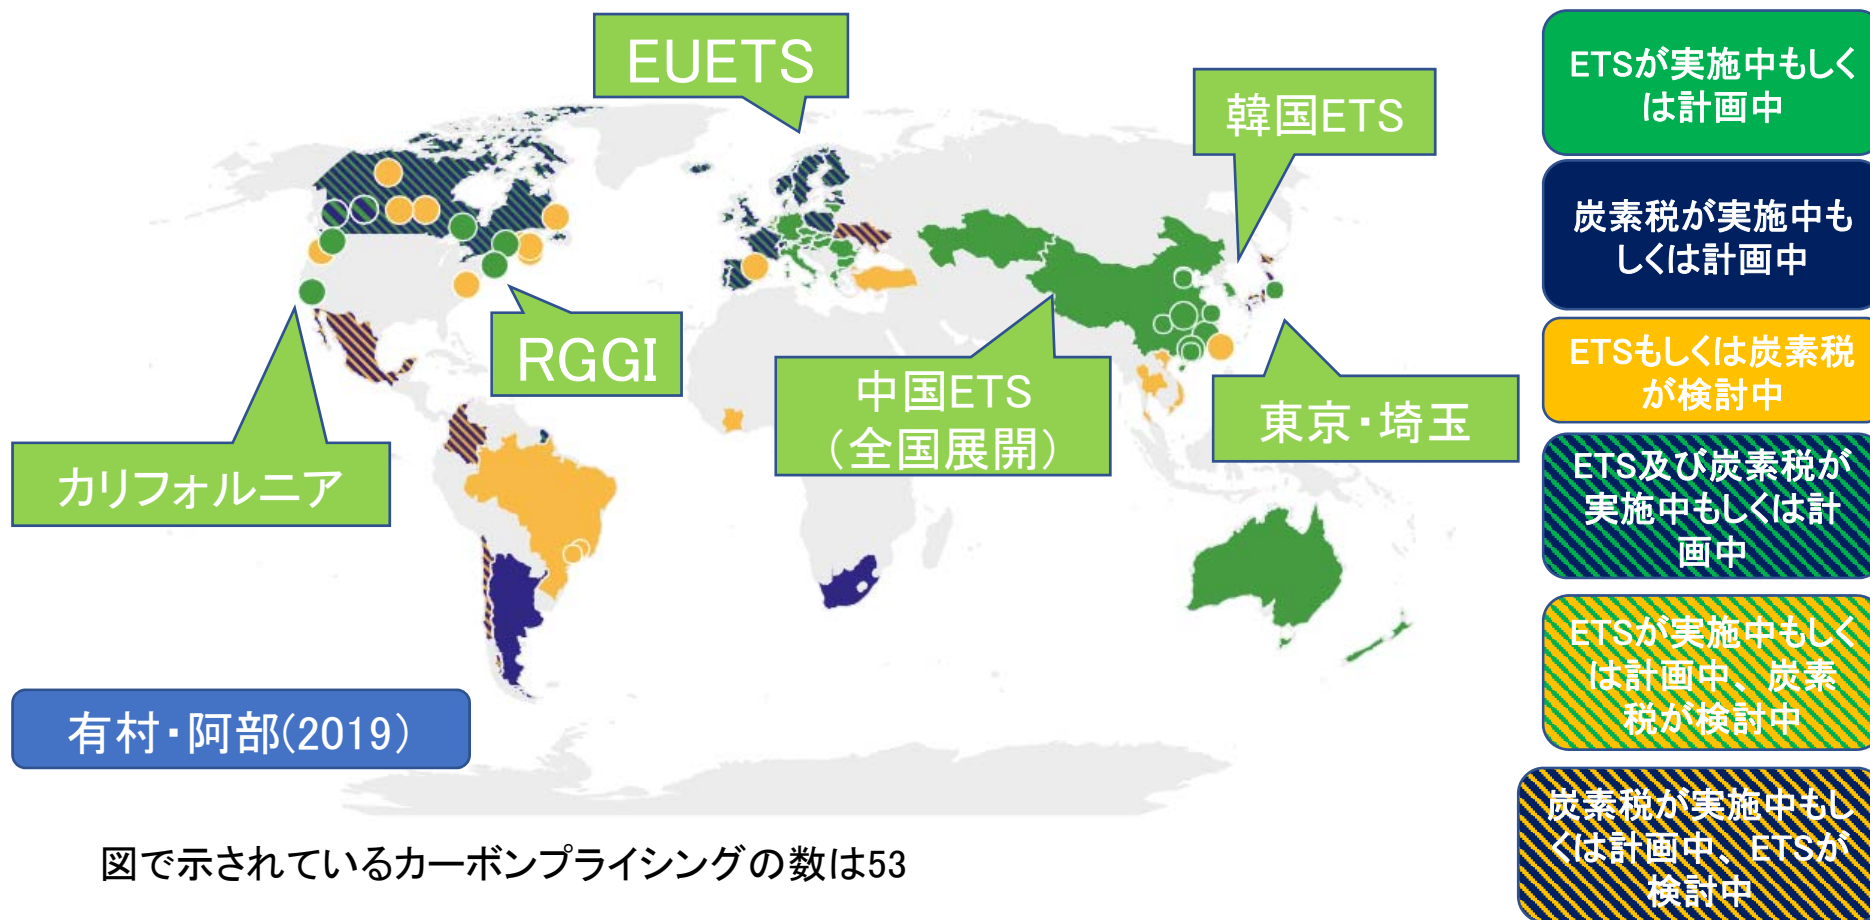 EUETS
韓国ETS
RGGI
中国ETS
(全国展開)
東京・埼玉
カリフォルニア
有村・阿部(2019)
図で示されているカーボンプライシングの数は53
ETSが実施中もしく
は計画中
炭素税が実施中も
しくは計画中
ETSもしくは炭素税
が検討中
ETS及び炭素税が
実施中もしくは計
画中
ETSが実施中もしく
は計画中、炭素
税が検討中
炭素税が実施中もし
くは計画中、ETSが
検討中